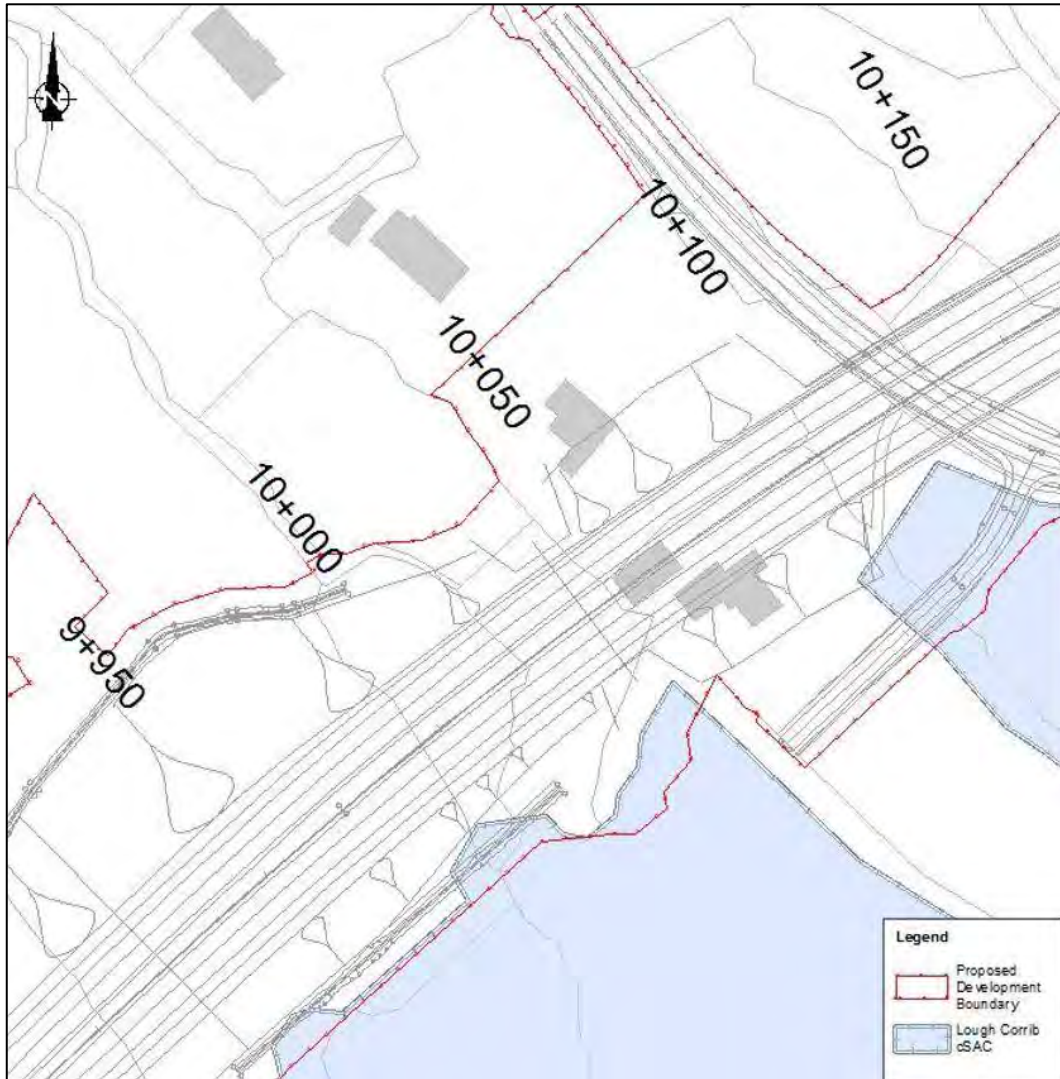 N
10+150
10+100
10+050
10+000
9+950
Legend
Proposed
Development
Boundary
Lough Corrib
cSAC